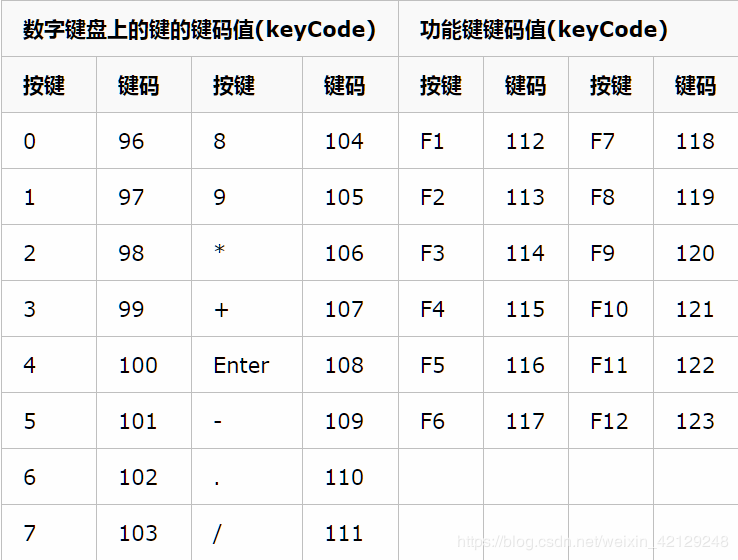 数字键盘上的键的键码值(keyCode) 功能键键码值(keyCode)
按键 键码 按键 键码 按键 键码 按键 键码
0 96 8 104 F1 112 F7 118
1 97 9 105 F2 113 F8 119
2 98 * 106 F3 114 F9 120
3 99 + 107 F4 115 F10 121
4 100 Enter 108 F5 116 F11 122
5 101 - 109 F6 117 F12 123
6 102 . 110
7 103 / 111
https://blog.csdn.net/weixin_42129248